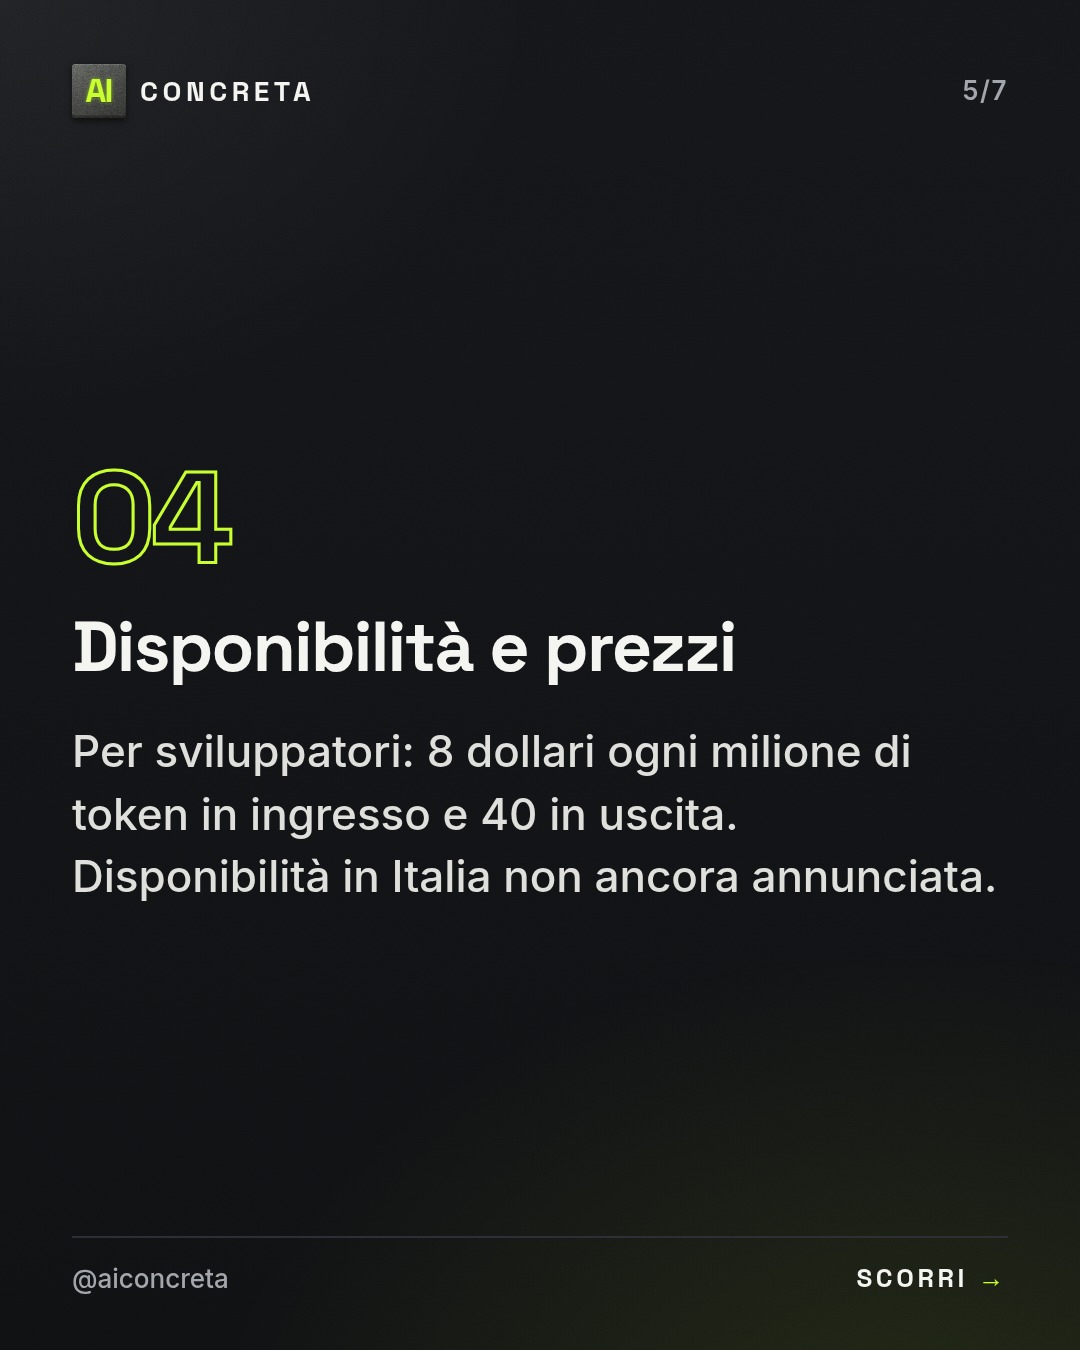 AI CONCRETA
5/7
04
Disponibilità e prezzi
Per sviluppatori: 8 dollari ogni milione di
token in ingresso e 40 in uscita.
Disponibilità in Italia non ancora annunciata.
@aiconcreta
SCORRI →